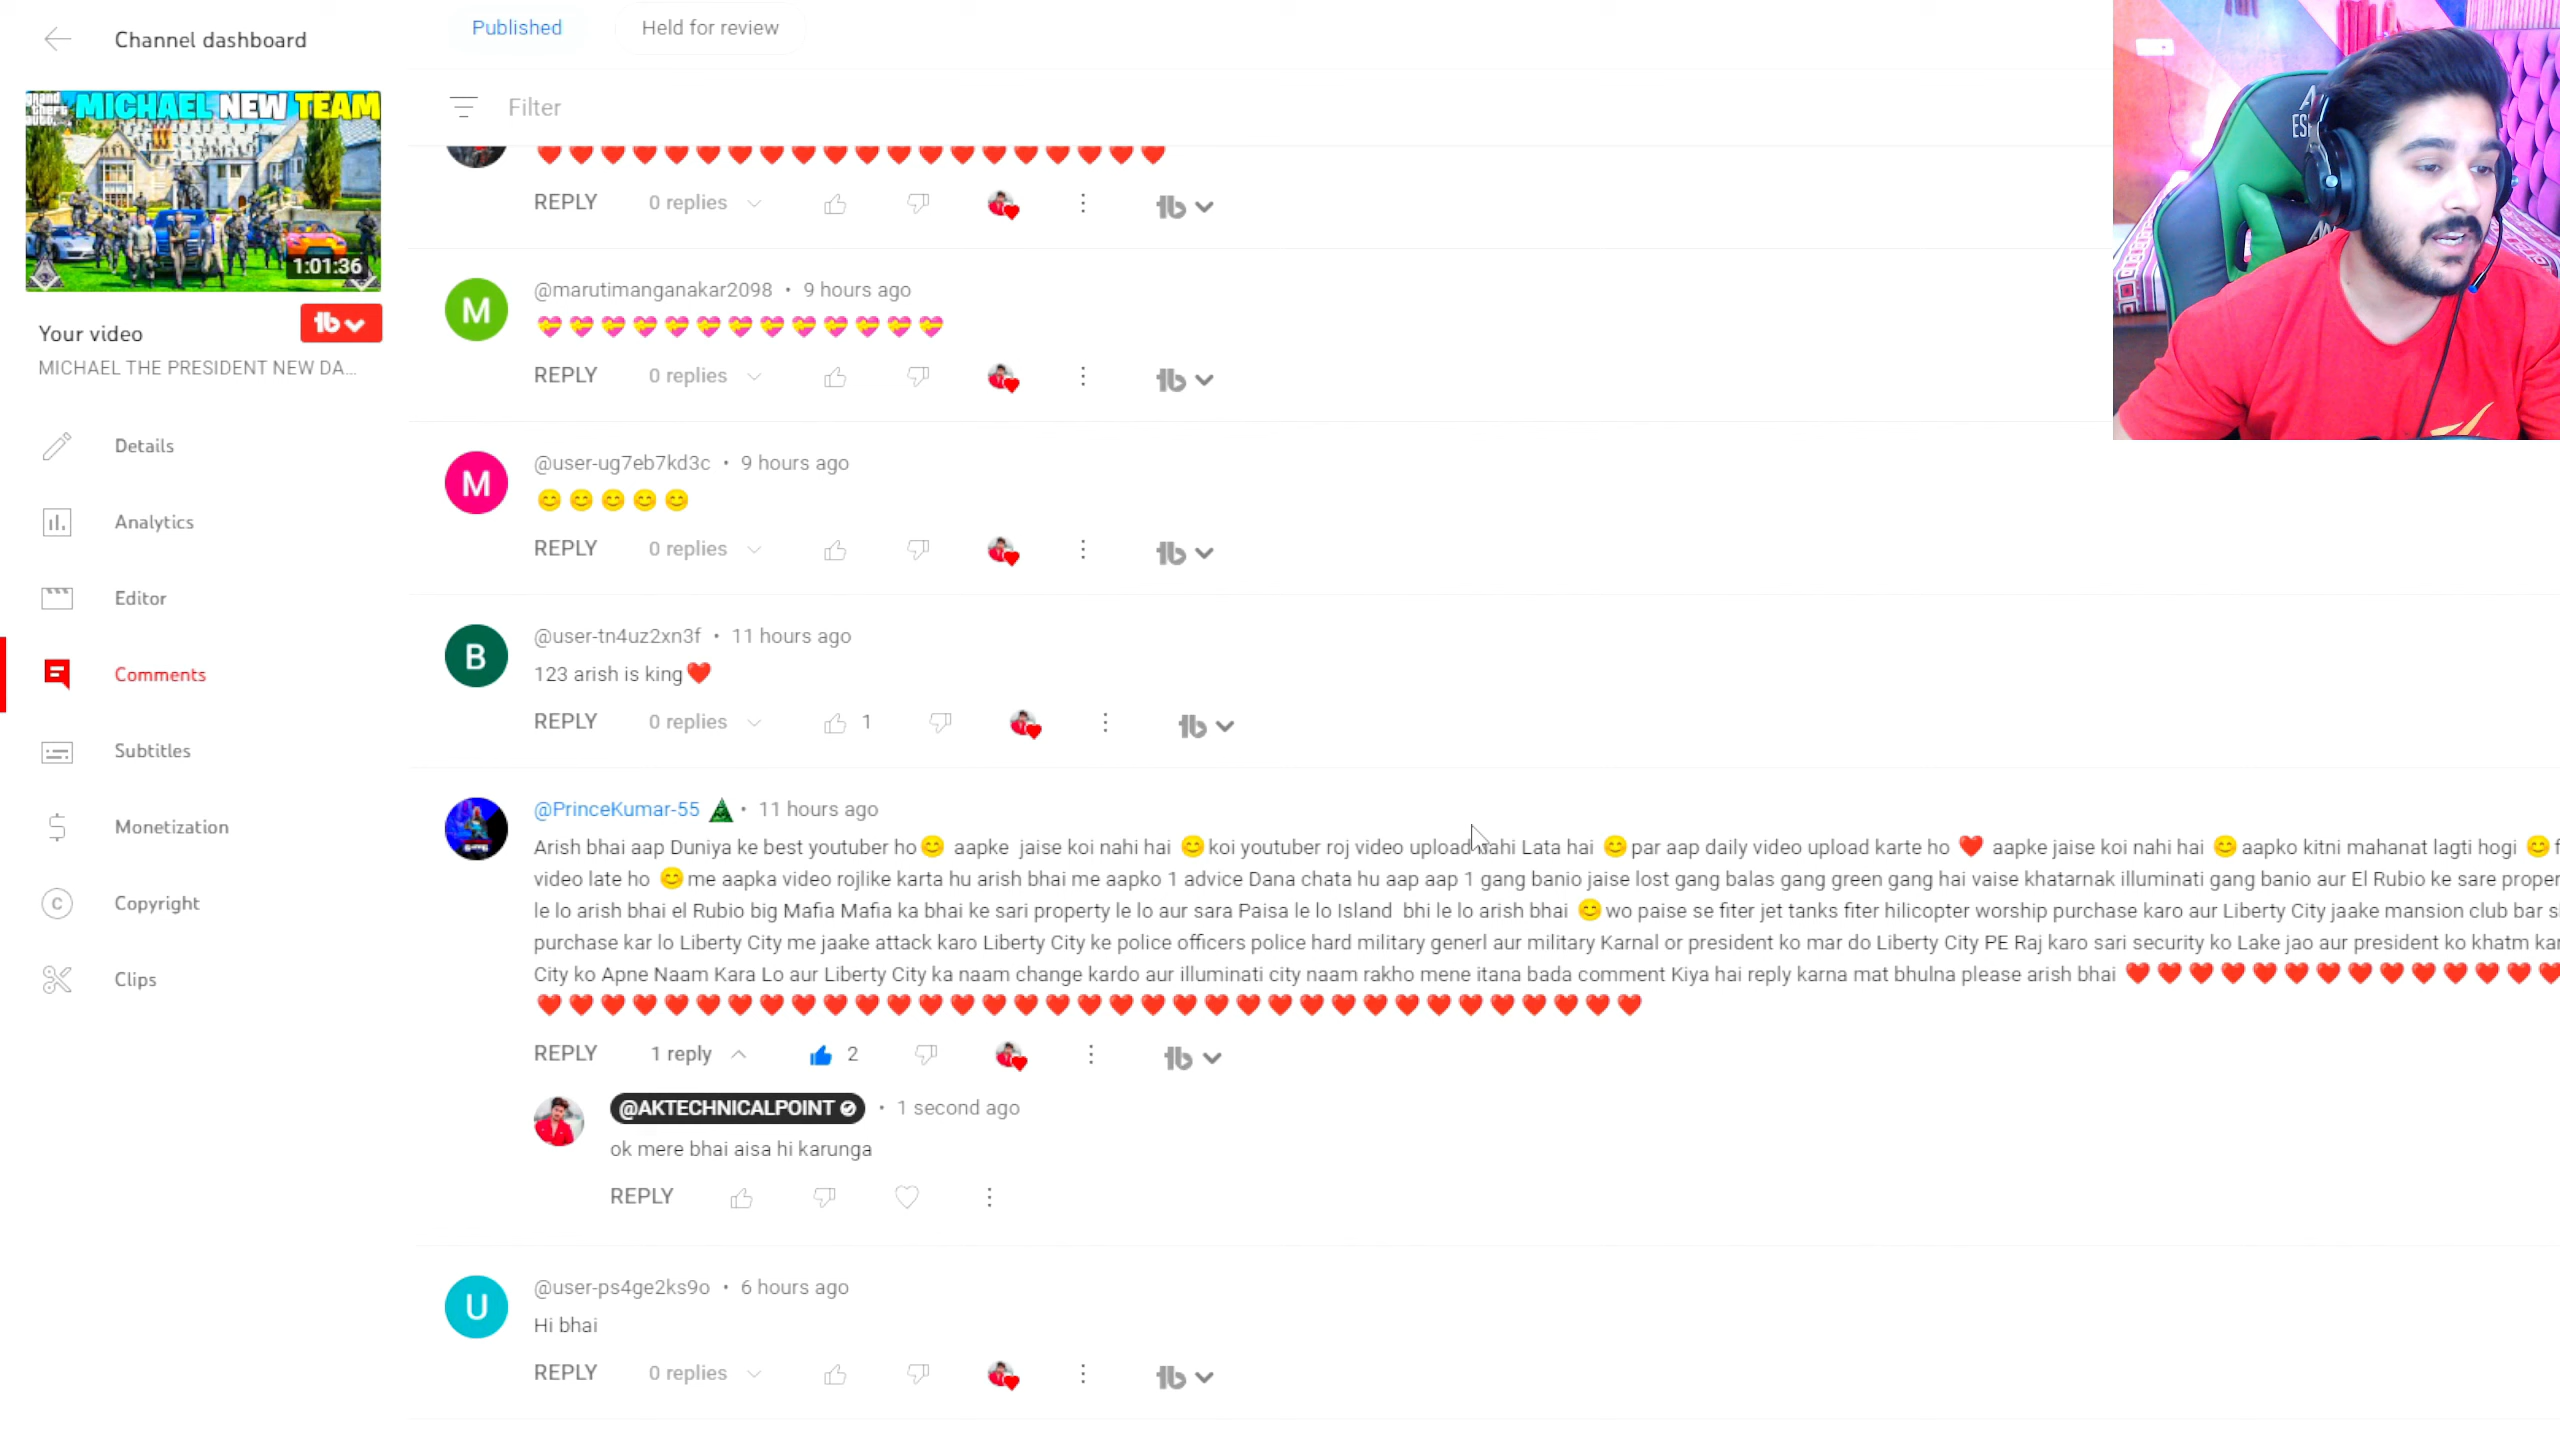 Channel dashboard
Published
Held for review
Filter
MICHAEL NEW TEAM
1:01:36
Your video
MICHAEL THE PRESIDENT NEW DA...
Details
Analytics
Editor
Comments
Subtitles
Monetization
Copyright
Clips
❤️❤️❤️❤️❤️❤️❤️❤️❤️❤️❤️❤️❤️❤️❤️❤️❤️❤️❤️❤️
REPLY 0 replies
M @marutimanganakar2098 • 9 hours ago
💝💝💝💝💝💝💝💝💝💝💝💝💝
REPLY 0 replies
M @user-ug7eb7kd3c • 9 hours ago
😊😊😊😊😊
REPLY 0 replies
B @user-tn4uz2xn3f • 11 hours ago
123 arish is king❤️
REPLY 0 replies 1
@PrinceKumar-55 • 11 hours ago
Arish bhai aap Duniya ke best youtuber ho😊 aapke jaise koi nahi hai 😊koi youtuber roj video upload nahi Lata hai 😊par aap daily video upload karte ho ❤️ aapke jaise koi nahi hai 😊aapko kitni mahanat lagti hogi 😊
video late ho 😊me aapka video rojlike karta hu arish bhai me aapko 1 advice Dana chata hu aap aap 1 gang banio jaise lost gang balas gang green gang hai vaise khatarnak illuminati gang banio aur El Rubio ke sare proper
le lo arish bhai el Rubio big Mafia Mafia ka bhai ke sari property le lo aur sara Paisa le lo Island bhi le lo arish bhai 😊wo paise se fiter jet tanks fiter hilicopter worship purchase karo aur Liberty City jaake mansion club bar s
purchase kar lo Liberty City me jaake attack karo Liberty City ke police officers police hard military generl aur military Karnal or president ko mar do Liberty City PE Raj karo sari security ko Lake jao aur president ko khatm kar
City ko Apne Naam Kara Lo aur Liberty City ka naam change kardo aur illuminati city naam rakho mene itana bada comment Kiya hai reply karna mat bhulna please arish bhai ❤️❤️❤️❤️❤️❤️❤️❤️❤️❤️❤️❤️❤️❤️
❤️❤️❤️❤️❤️❤️❤️❤️❤️❤️❤️❤️❤️❤️❤️❤️❤️❤️❤️❤️❤️❤️❤️❤️❤️❤️❤️❤️❤️❤️❤️❤️❤️❤️❤️
REPLY 1 reply 2
@AKTECHNICALPOINT • 1 second ago
ok mere bhai aisa hi karunga
REPLY
U @user-ps4ge2ks9o • 6 hours ago
Hi bhai
REPLY 0 replies